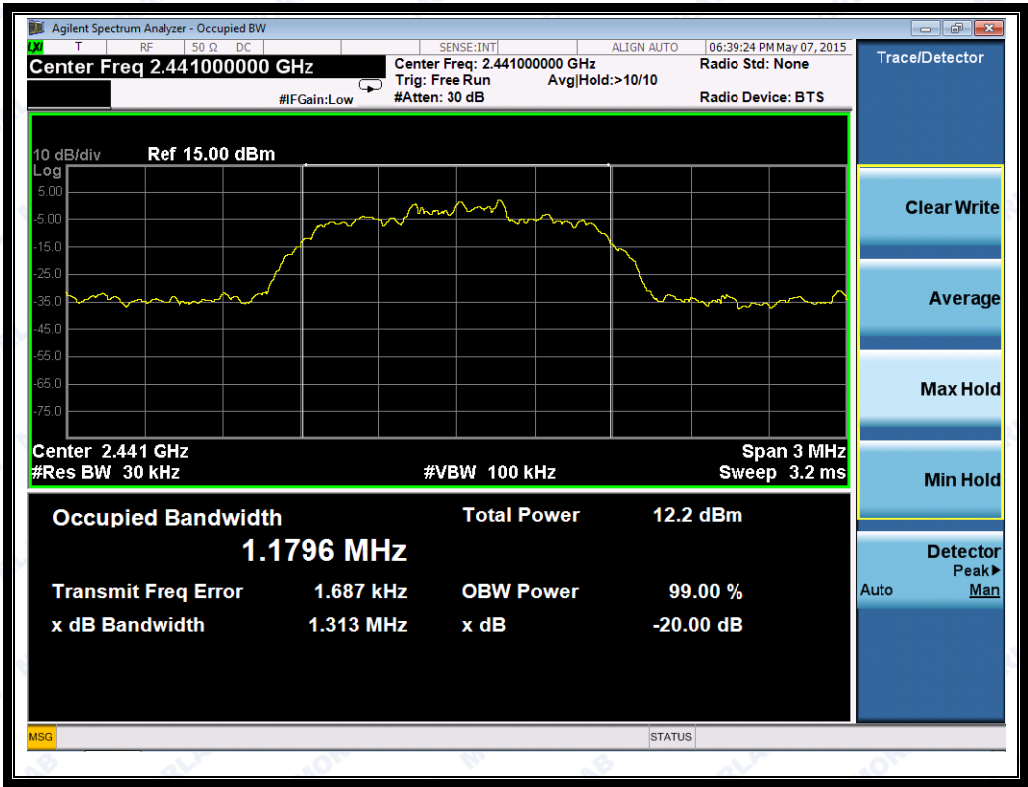 Agilent Spectrum Analyzer - Occupied BW
LXI T RF 50 Ω DC SENSE:INT ALIGN AUTO 06:39:24 PM May 07, 2015
Center Freq 2.441000000 GHz
Center Freq: 2.441000000 GHz Radio Std: None
Trig: Free Run Avg|Hold:>10/10
#IFGain:Low #Atten: 30 dB Radio Device: BTS
10 dB/div Ref 15.00 dBm
Log
5.00
-5.00
-15.0
-25.0
-35.0
-45.0
-55.0
-65.0
-75.0
Center 2.441 GHz Span 3 MHz
#Res BW 30 kHz #VBW 100 kHz Sweep 3.2 ms
Occupied Bandwidth Total Power 12.2 dBm
1.1796 MHz
Transmit Freq Error 1.687 kHz OBW Power 99.00 %
x dB Bandwidth 1.313 MHz x dB -20.00 dB
Trace/Detector
Clear Write
Average
Max Hold
Min Hold
Detector
Peak▶
Auto Man
MSG STATUS